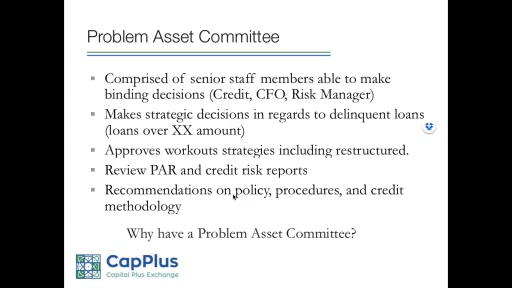 Problem Asset Committee
Comprised of senior staff members able to make
binding decisions (Credit, CFO, Risk Manager)
Makes strategic decisions in regards to delinquent loans
(loans over XX amount)
Approves workouts strategies including restructured.
Review PAR and credit risk reports
Recommendations on policy, procedures, and credit
methodology
Why have a Problem Asset Committee?
CapPlus
Capital Plus Exchange